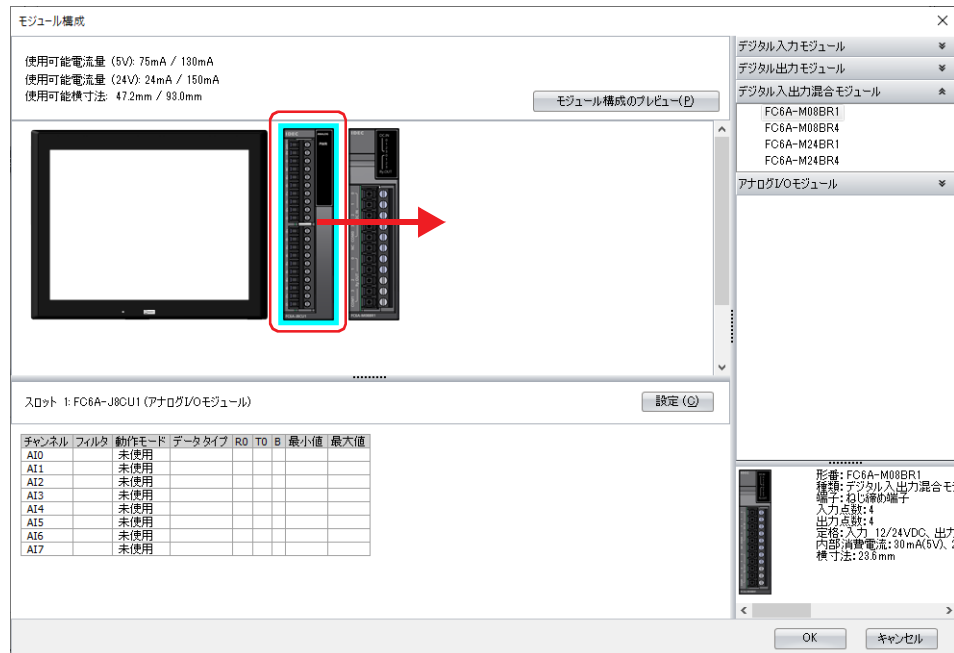 モジュール構成
使用可能電流量 (5V): 75mA / 130mA
使用可能電流量 (24V): 24mA / 150mA
使用可能横寸法: 47.2mm / 93.0mm
モジュール構成のプレビュー(P)
スロット 1: FC6A-J8CU1 (アナログI/Oモジュール)
設定 (C)
チャンネル フィルタ 動作モード データタイプ R0 T0 B 最小値 最大値
AI0 未使用
AI1 未使用
AI2 未使用
AI3 未使用
AI4 未使用
AI5 未使用
AI6 未使用
AI7 未使用
デジタル入力モジュール
デジタル出力モジュール
デジタル入出力混合モジュール
FC6A-M08BR1
FC6A-M08BR4
FC6A-M24BR1
FC6A-M24BR4
アナログI/Oモジュール
形番: FC6A-M08BR1
種類: デジタル入出力混合モ
端子: ねじ締め端子
入力点数: 4
出力点数: 4
定格: 入力 12/24VDC、出力
内部消費電流: 30mA(5V)、2
横寸法: 23.6mm
OK
キャンセル